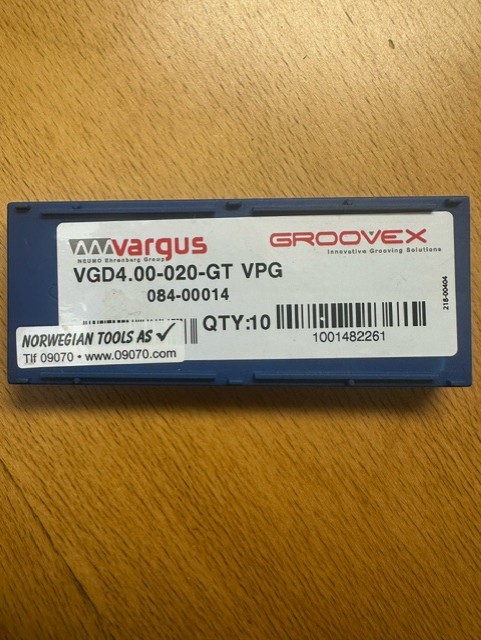 vargus
NEUMO Ehrenberg Group
GROOVEX
Innovative Grooving Solutions
VGD4.00-020-GT VPG
084-00014
QTY:10
1001482261
218-00404
NORWEGIAN TOOLS AS
Tlf 09070 • www.09070.com